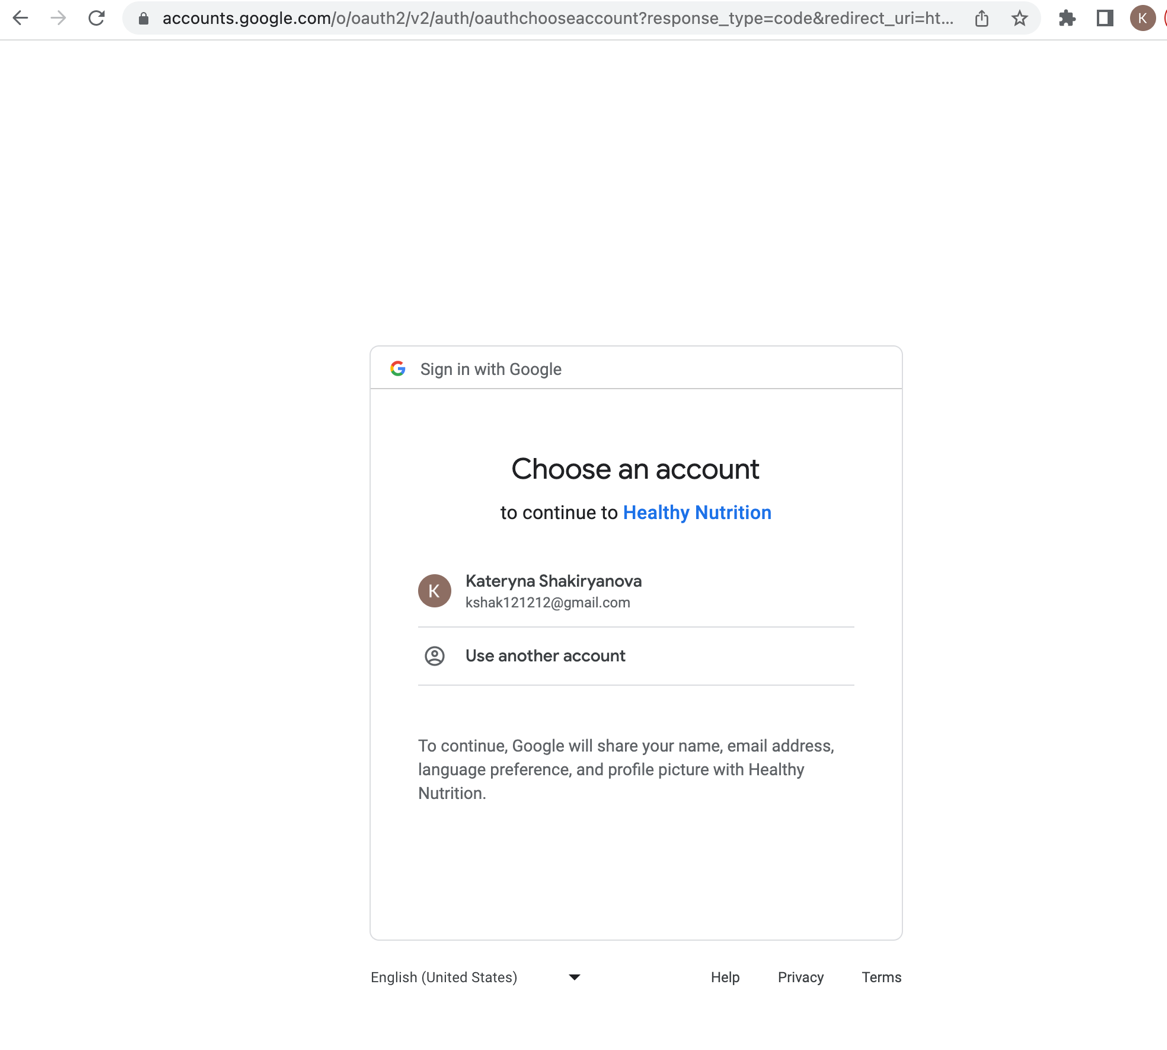 accounts.google.com/o/oauth2/v2/auth/oauthchooseaccount?response_type=code&redirect_uri=ht...
K
Sign in with Google
Choose an account
to continue to Healthy Nutrition
K
Kateryna Shakiryanova
kshak121212@gmail.com
Use another account
To continue, Google will share your name, email address,
language preference, and profile picture with Healthy
Nutrition.
English (United States)
Help
Privacy
Terms